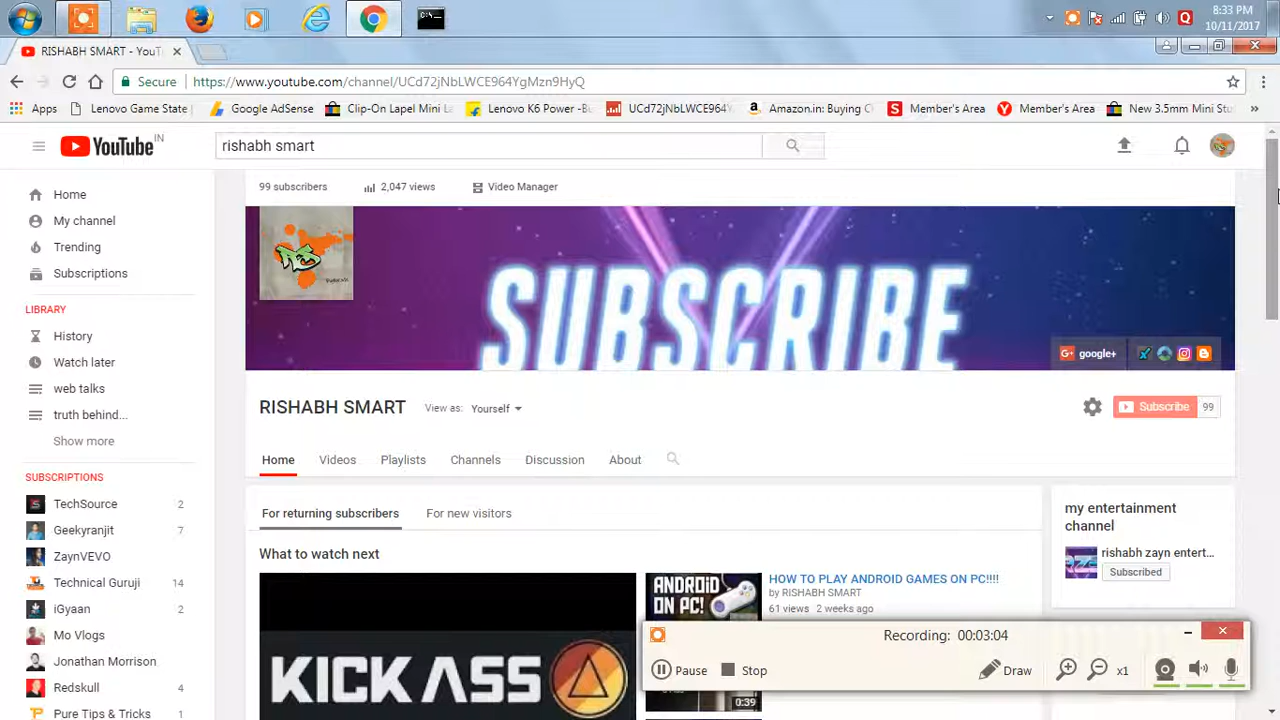 8:33 PM
10/11/2017
RISHABH SMART - YouT
Secure
https://www.youtube.com/channel/UCd72jNbLWCE964YgMzn9HyQ
Apps
Lenovo Game State
Google AdSense
Clip-On Lapel Mini L
Lenovo K6 Power -Bu
UCd72jNbLWCE964Y
Amazon.in: Buying C
Member's Area
Member's Area
New 3.5mm Mini Stu
YouTube IN
rishabh smart
99 subscribers
2,047 views
Video Manager
Home
My channel
Trending
Subscriptions
LIBRARY
History
Watch later
web talks
truth behind...
Show more
SUBSCRIPTIONS
TechSource 2
Geekyranjit 7
ZaynVEVO
Technical Guruji 14
iGyaan 2
Mo Vlogs
Jonathan Morrison
Redskull 4
Pure Tips & Tricks 1
SUBSCRIBE
google+
RISHABH SMART
View as: Yourself
Subscribe 99
Home
Videos
Playlists
Channels
Discussion
About
For returning subscribers
For new visitors
What to watch next
KICK ASS
ANDROID
ON PC!
0:39
HOW TO PLAY ANDROID GAMES ON PC!!!!
by RISHABH SMART
61 views 2 weeks ago
my entertainment
channel
rishabh zayn entert...
Subscribed
Recording: 00:03:04
Pause
Stop
Draw
x1